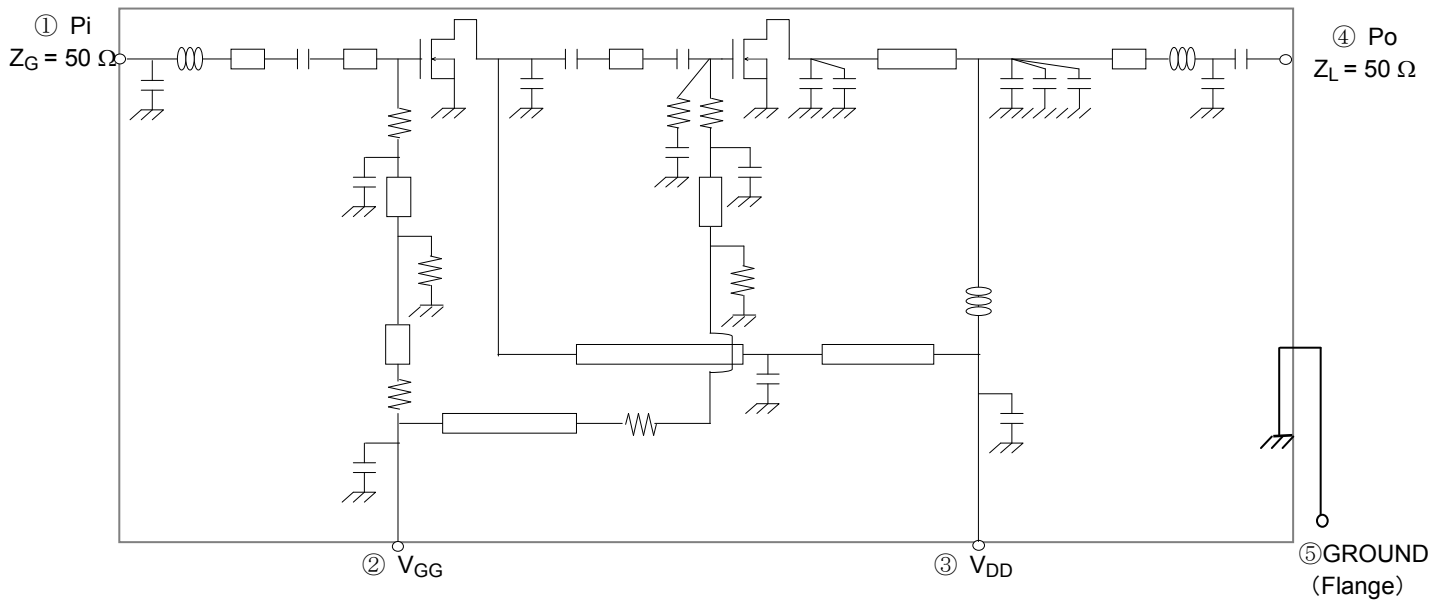 ① Pi
Z_G = 50 Ω
④ Po
Z_L = 50 Ω
② V_GG
③ V_DD
⑤GROUND
（Flange）